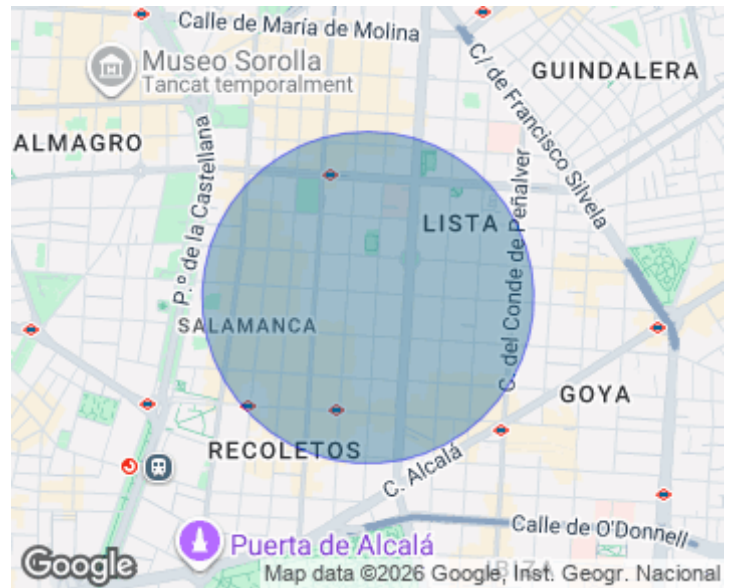 Calle de María de Molina
Museo Sorolla
Tancat temporalment
C/ de Francisco Silvela
GUINDALERA
ALMAGRO
P.º de la Castellana
LISTA
C. del Conde de Peñalver
SALAMANCA
GOYA
RECOLETOS
C. Alcalá
Calle de O'Donnell
Puerta de Alcalá
IBIZA
Google
Map data ©2026 Google, Inst. Geogr. Nacional